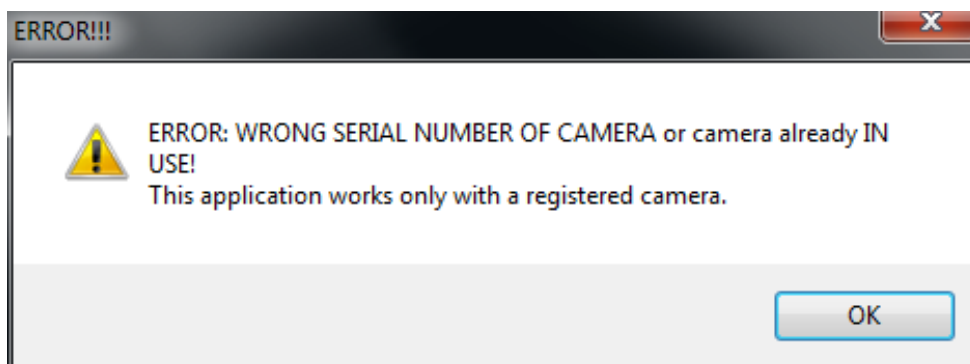 ERROR!!!
ERROR: WRONG SERIAL NUMBER OF CAMERA or camera already IN
USE!
This application works only with a registered camera.
OK